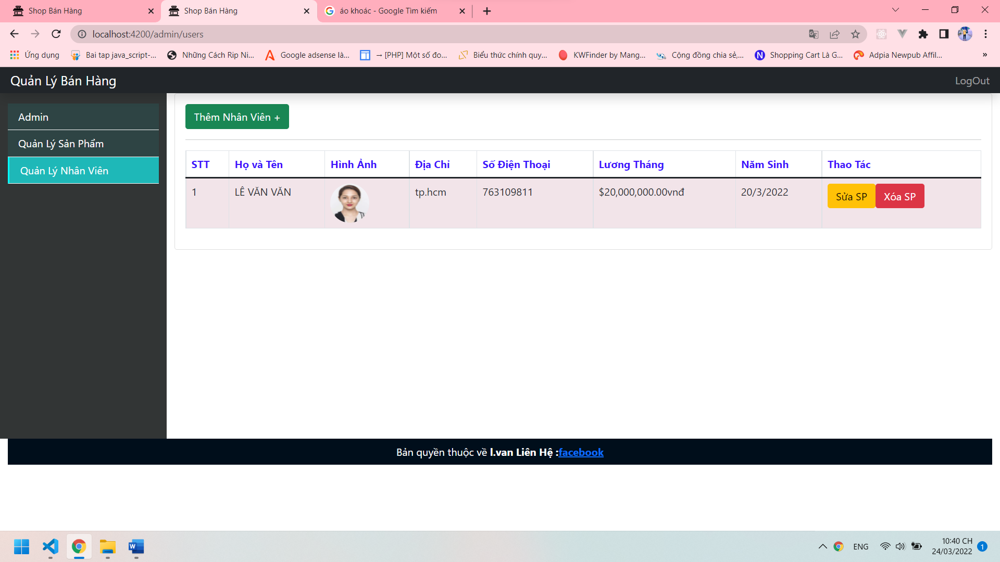 Shop Bán Hàng
Shop Bán Hàng
áo khoác - Google Tìm kiếm
localhost:4200/admin/users
Ứng dụng
Bai tap java_script-...
Những Cách Rip Ni...
Google adsense là...
→ [PHP] Một số đo...
Biểu thức chính quy...
KWFinder by Mang...
Cộng đồng chia sẻ,...
Shopping Cart Là G...
Adpia Newpub Affil...
»
Quản Lý Bán Hàng
LogOut
Admin
Quản Lý Sản Phẩm
Quản Lý Nhân Viên
Thêm Nhân Viên +
STT Họ và Tên Hình Ảnh Địa Chỉ Số Điện Thoại Lương Tháng Năm Sinh Thao Tác
1 LÊ VĂN VĂN tp.hcm 763109811 $20,000,000.00vnđ 20/3/2022 Sửa SP Xóa SP
Bản quyền thuộc về l.van Liên Hệ :facebook
ENG
10:40 CH
24/03/2022
1